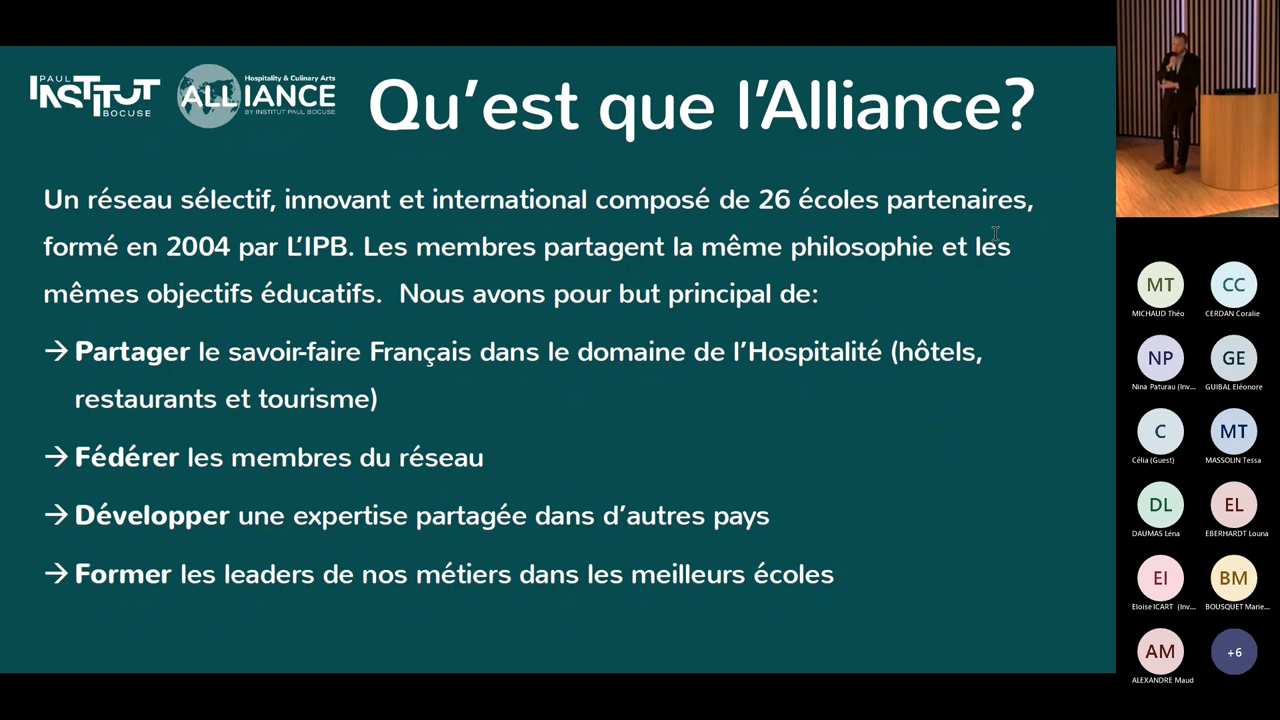 PAUL
INSTITUT
BOCUSE
Hospitality & Culinary Arts
ALLIANCE
BY INSTITUT PAUL BOCUSE
Qu’est que l’Alliance?
Un réseau sélectif, innovant et international composé de 26 écoles partenaires,
formé en 2004 par L’IPB. Les membres partagent la même philosophie et les
mêmes objectifs éducatifs. Nous avons pour but principal de:
→ Partager le savoir-faire Français dans le domaine de l’Hospitalité (hôtels,
restaurants et tourisme)
→ Fédérer les membres du réseau
→ Développer une expertise partagée dans d’autres pays
→ Former les leaders de nos métiers dans les meilleurs écoles
MT
MICHAUD Théo
CC
CERDAN Coralie
NP
Nina Paturau (Inv...
GE
GUIBAL Eléonore
C
Célia (Guest)
MT
MASSOLIN Tessa
DL
DAUMAS Léna
EL
EBERHARDT Louna
EI
Eloïse ICART (Inv...
BM
BOUSQUET Marie...
AM
ALEXANDRE Maud
+6